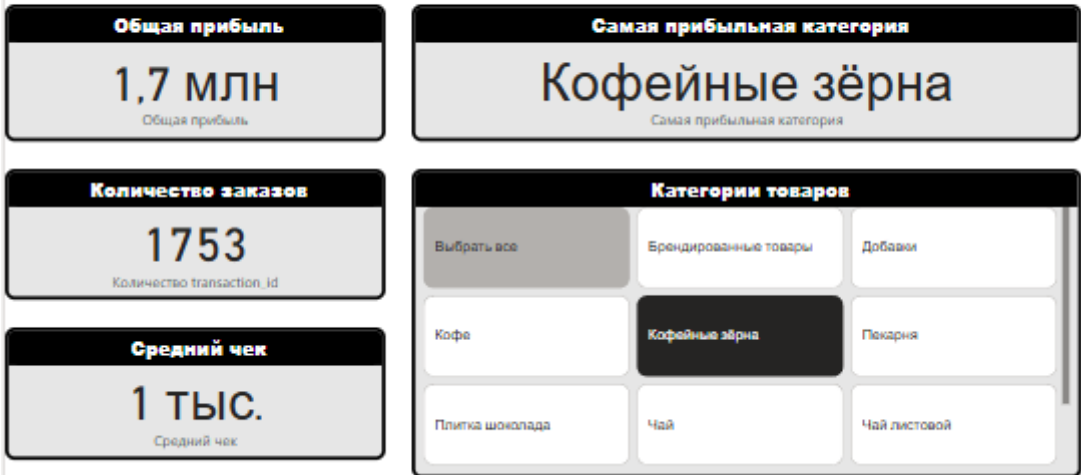 Общая прибыль
1,7 млн
Общая прибыль
Самая прибыльная категория
Кофейные зёрна
Самая прибыльная категория
Количество заказов
1753
Количество transaction_id
Средний чек
1 тыс.
Средний чек
Категории товаров
Выбрать все
Брендированные товары
Добавки
Кофе
Кофейные зёрна
Пекарня
Плитка шоколада
Чай
Чай листовой